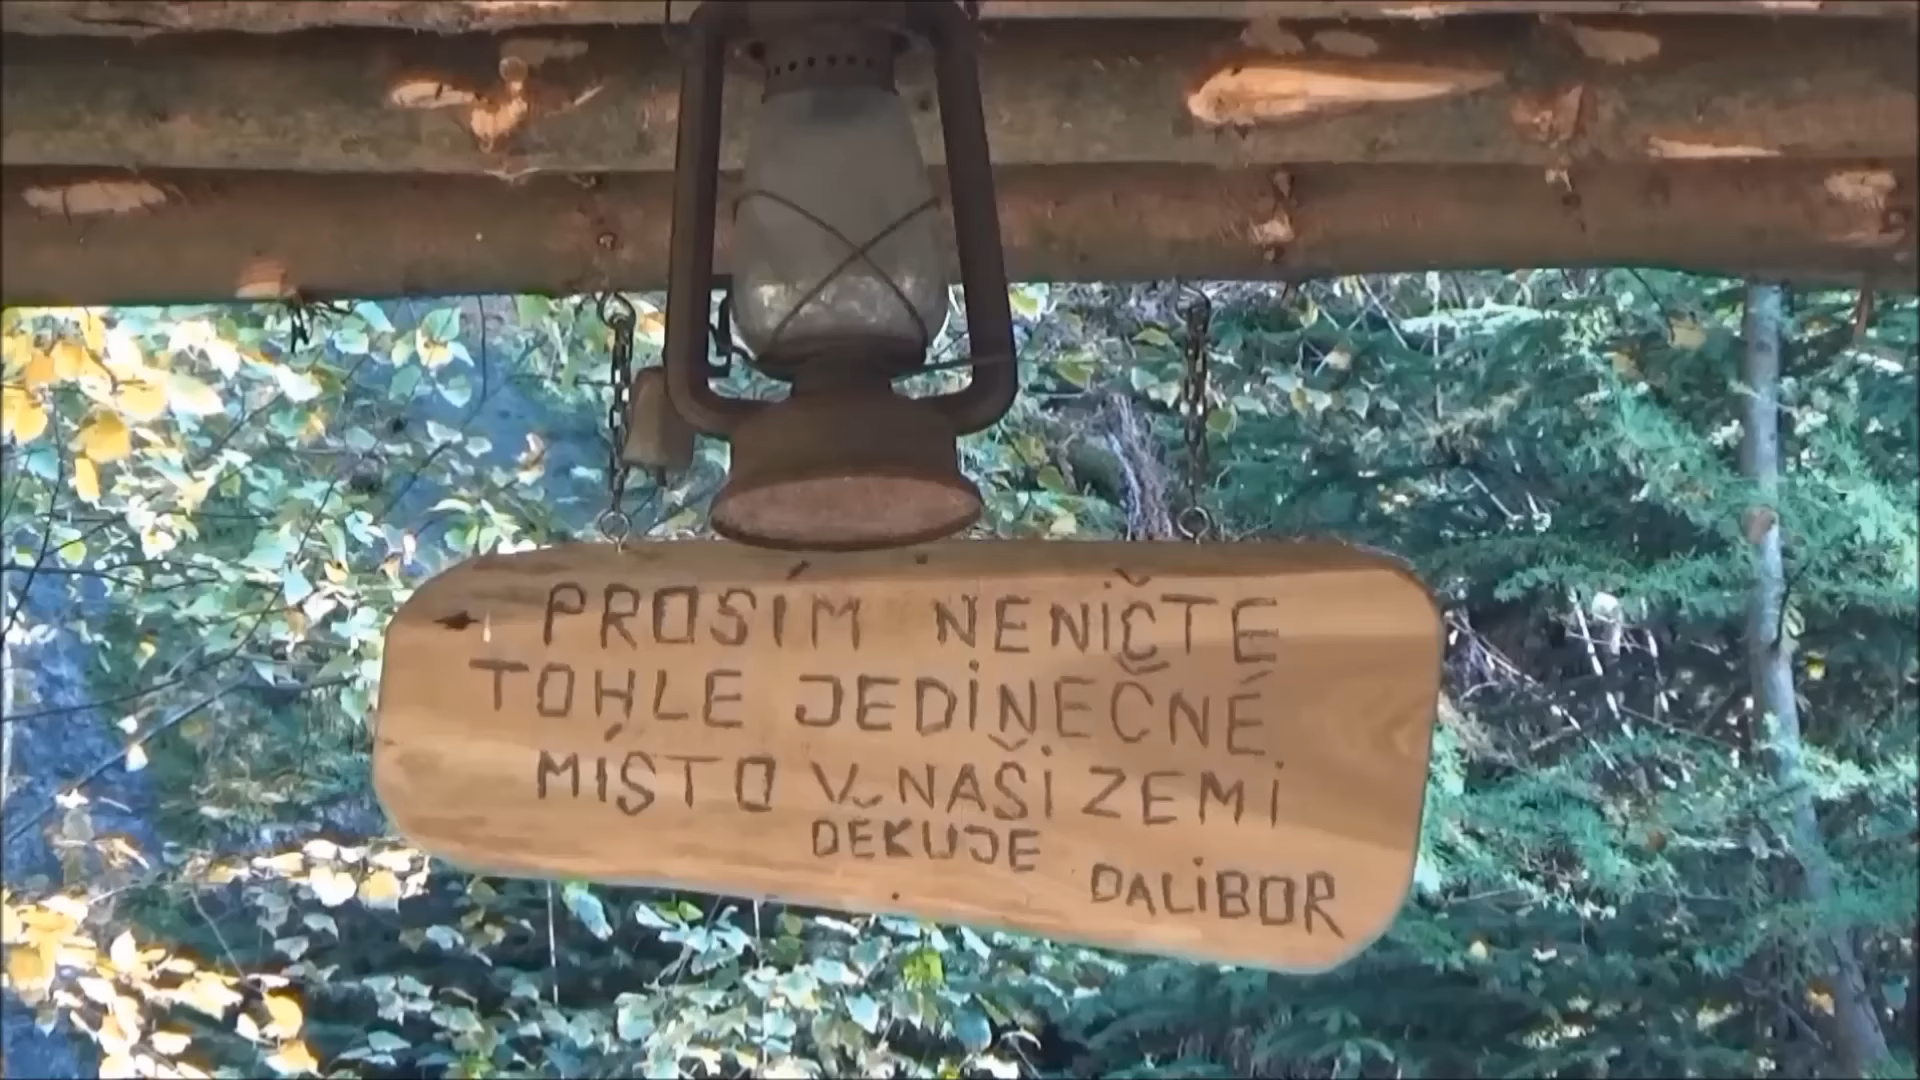 PROSÍM NENiČTE
TOHLE JEDiNEČNÉ
MÍSTO V NAŠi ZEMi
DĚKUJE
DALiBOR